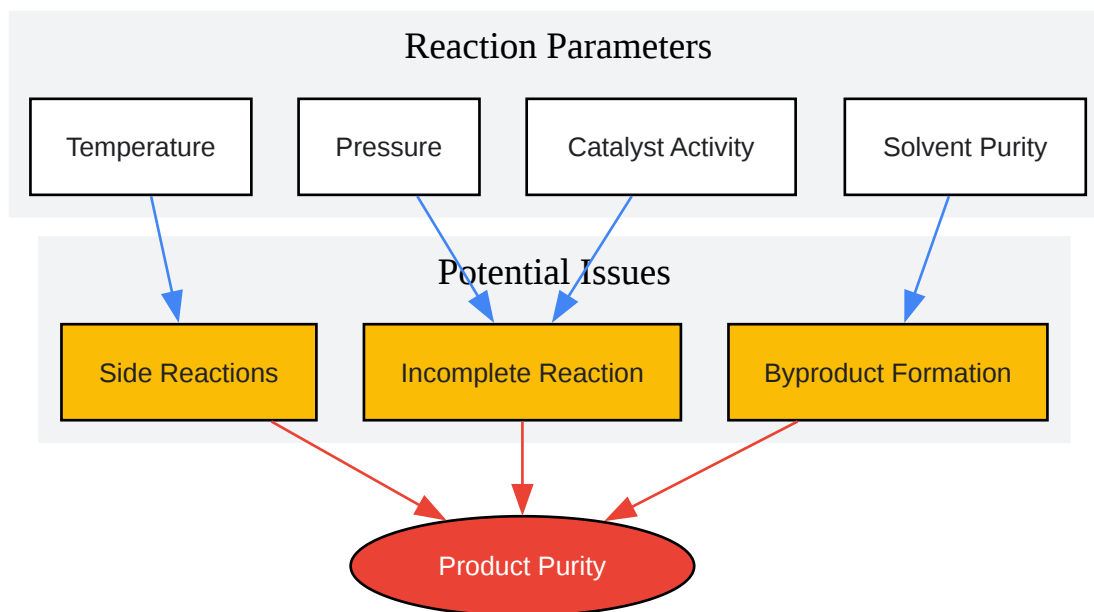 Reaction Parameters
Temperature
Pressure
Catalyst Activity
Solvent Purity
Potential Issues
Side Reactions
Incomplete Reaction
Byproduct Formation
Product Purity